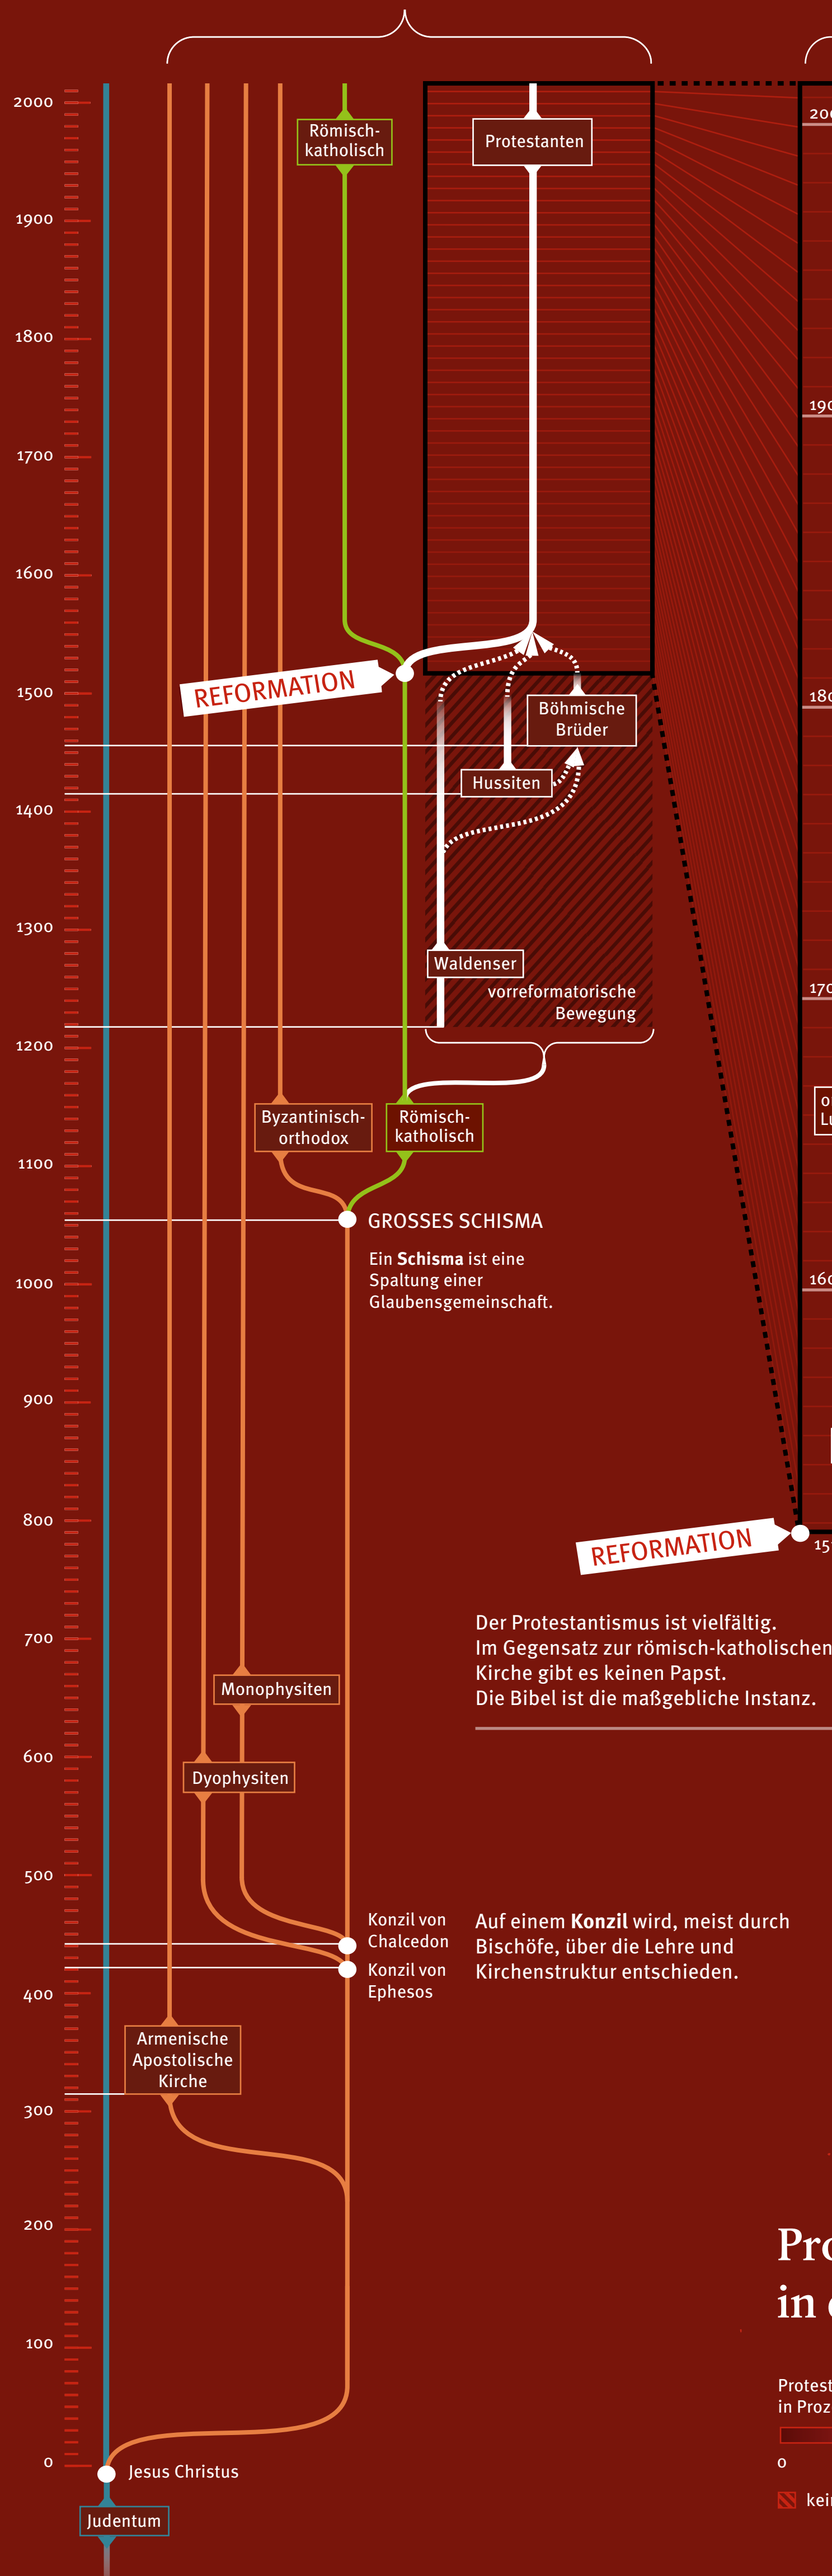 2000
Römisch-
katholisch
Protestanten
1900
1800
1700
1600
REFORMATION
1500
Böhmische
Brüder
Hussiten
1400
1300
Waldenser
vorreformatorische
Bewegung
1200
Byzantinisch-
orthodox
Römisch-
katholisch
1100
GROSSES SCHISMA
Ein Schisma ist eine
Spaltung einer
Glaubensgemeinschaft.
1000
900
800
REFORMATION
Der Protestantismus ist vielfältig.
Im Gegensatz zur römisch-katholischen
Kirche gibt es keinen Papst.
Die Bibel ist die maßgebliche Instanz.
700
Monophysiten
600
Dyophysiten
500
Konzil von
Chalcedon
Konzil von
Ephesos
Auf einem Konzil wird, meist durch
Bischöfe, über die Lehre und
Kirchenstruktur entschieden.
400
Armenische
Apostolische
Kirche
300
200
in
100
in
0
0
Jesus Christus
Judentum